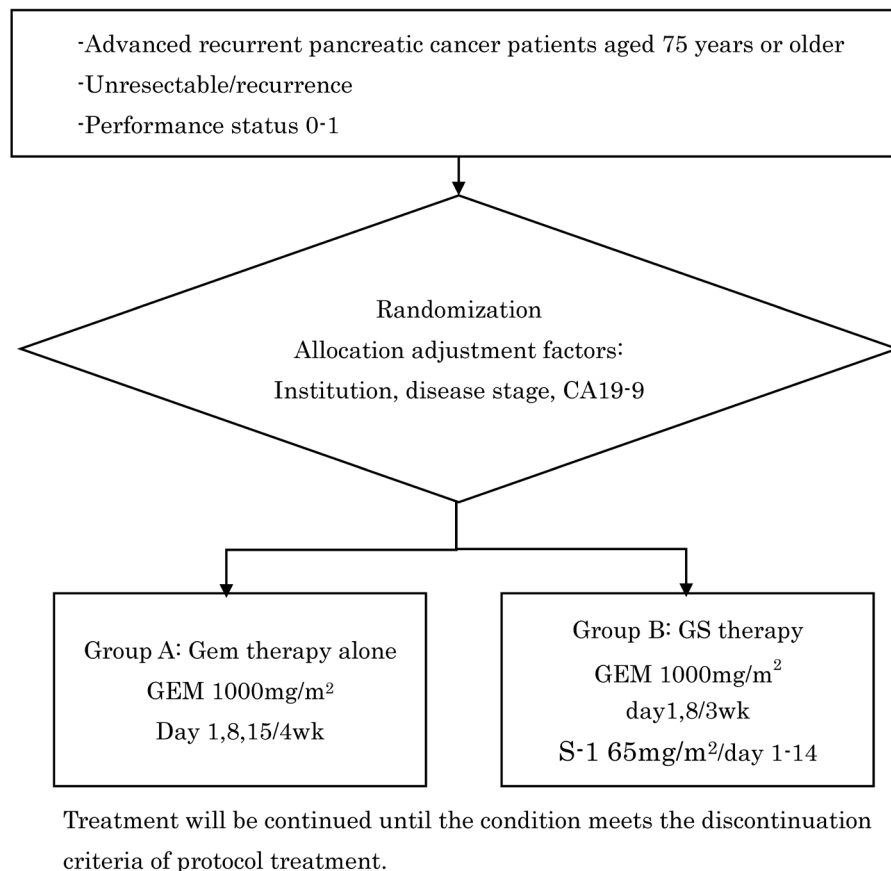 -Advanced recurrent pancreatic cancer patients aged 75 years or older
-Unresectable/recurrence
-Performance status 0-1
Randomization
Allocation adjustment factors:
Institution, disease stage, CA19-9
Group A: Gem therapy alone
GEM 1000mg/m²
Day 1,8,15/4wk
Group B: GS therapy
GEM 1000mg/m²
day1,8/3wk
S-1 65mg/m²/day 1-14
Treatment will be continued until the condition meets the discontinuation
criteria of protocol treatment.